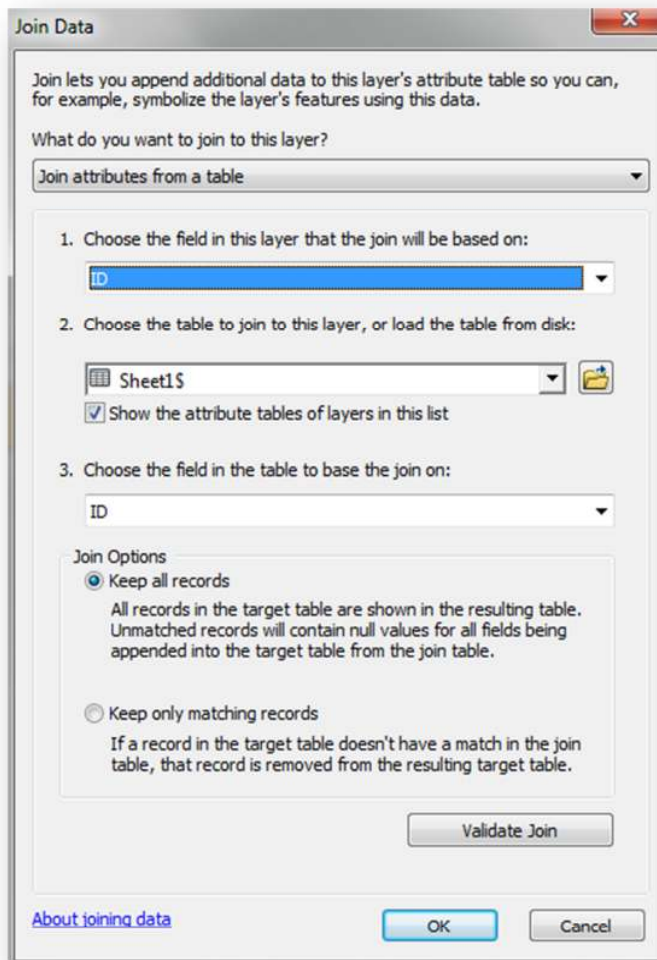 Join Data
Join lets you append additional data to this layer's attribute table so you can,
for example, symbolize the layer's features using this data.
What do you want to join to this layer?
Join attributes from a table
1. Choose the field in this layer that the join will be based on:
ID
2. Choose the table to join to this layer, or load the table from disk:
Sheet1$
Show the attribute tables of layers in this list
3. Choose the field in the table to base the join on:
ID
Join Options
Keep all records
All records in the target table are shown in the resulting table.
Unmatched records will contain null values for all fields being
appended into the target table from the join table.
Keep only matching records
If a record in the target table doesn't have a match in the join
table, that record is removed from the resulting target table.
Validate Join
About joining data
OK
Cancel